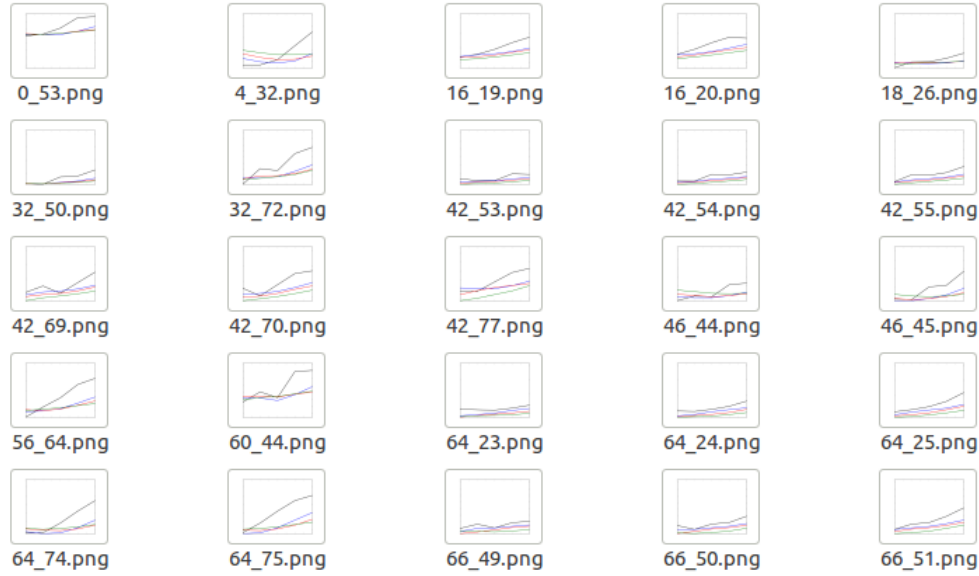 0_53.png 4_32.png 16_19.png 16_20.png 18_26.png
32_50.png 32_72.png 42_53.png 42_54.png 42_55.png
42_69.png 42_70.png 42_77.png 46_44.png 46_45.png
56_64.png 60_44.png 64_23.png 64_24.png 64_25.png
64_74.png 64_75.png 66_49.png 66_50.png 66_51.png